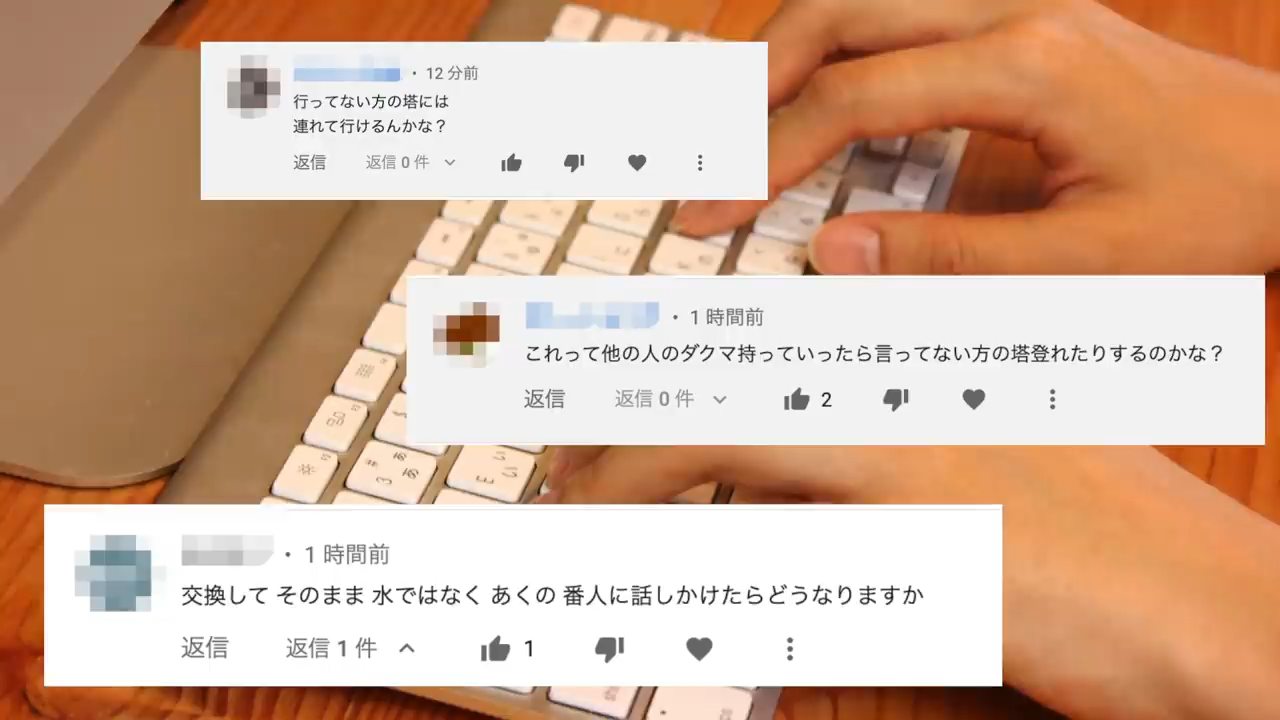 ・ 12 分前
行ってない方の塔には
連れて行けるんかな？
返信 返信 0 件
・ 1 時間前
これって他の人のダクマ持っていったら言ってない方の塔登れたりするのかな？
返信 返信 0 件 2
・ 1 時間前
交換して そのまま 水ではなく あくの 番人に話しかけたらどうなりますか
返信 返信 1 件 1